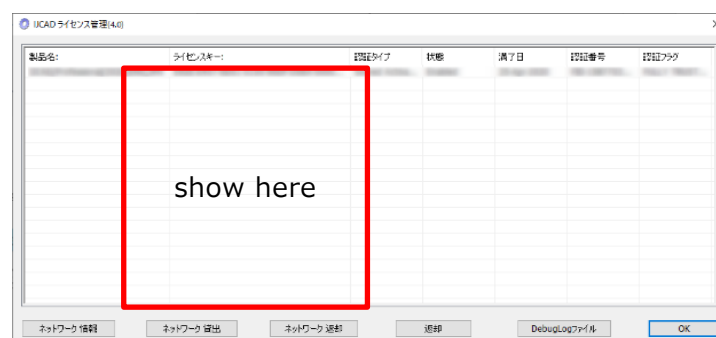 IJCAD ライセンス管理(4.0)
製品名: ライセンスキー: 認証タイプ 状態 満了日 認証番号 認証フラグ
show here
ネットワーク 情報 ネットワーク 貸出 ネットワーク 返却 返却 DebugLogファイル OK